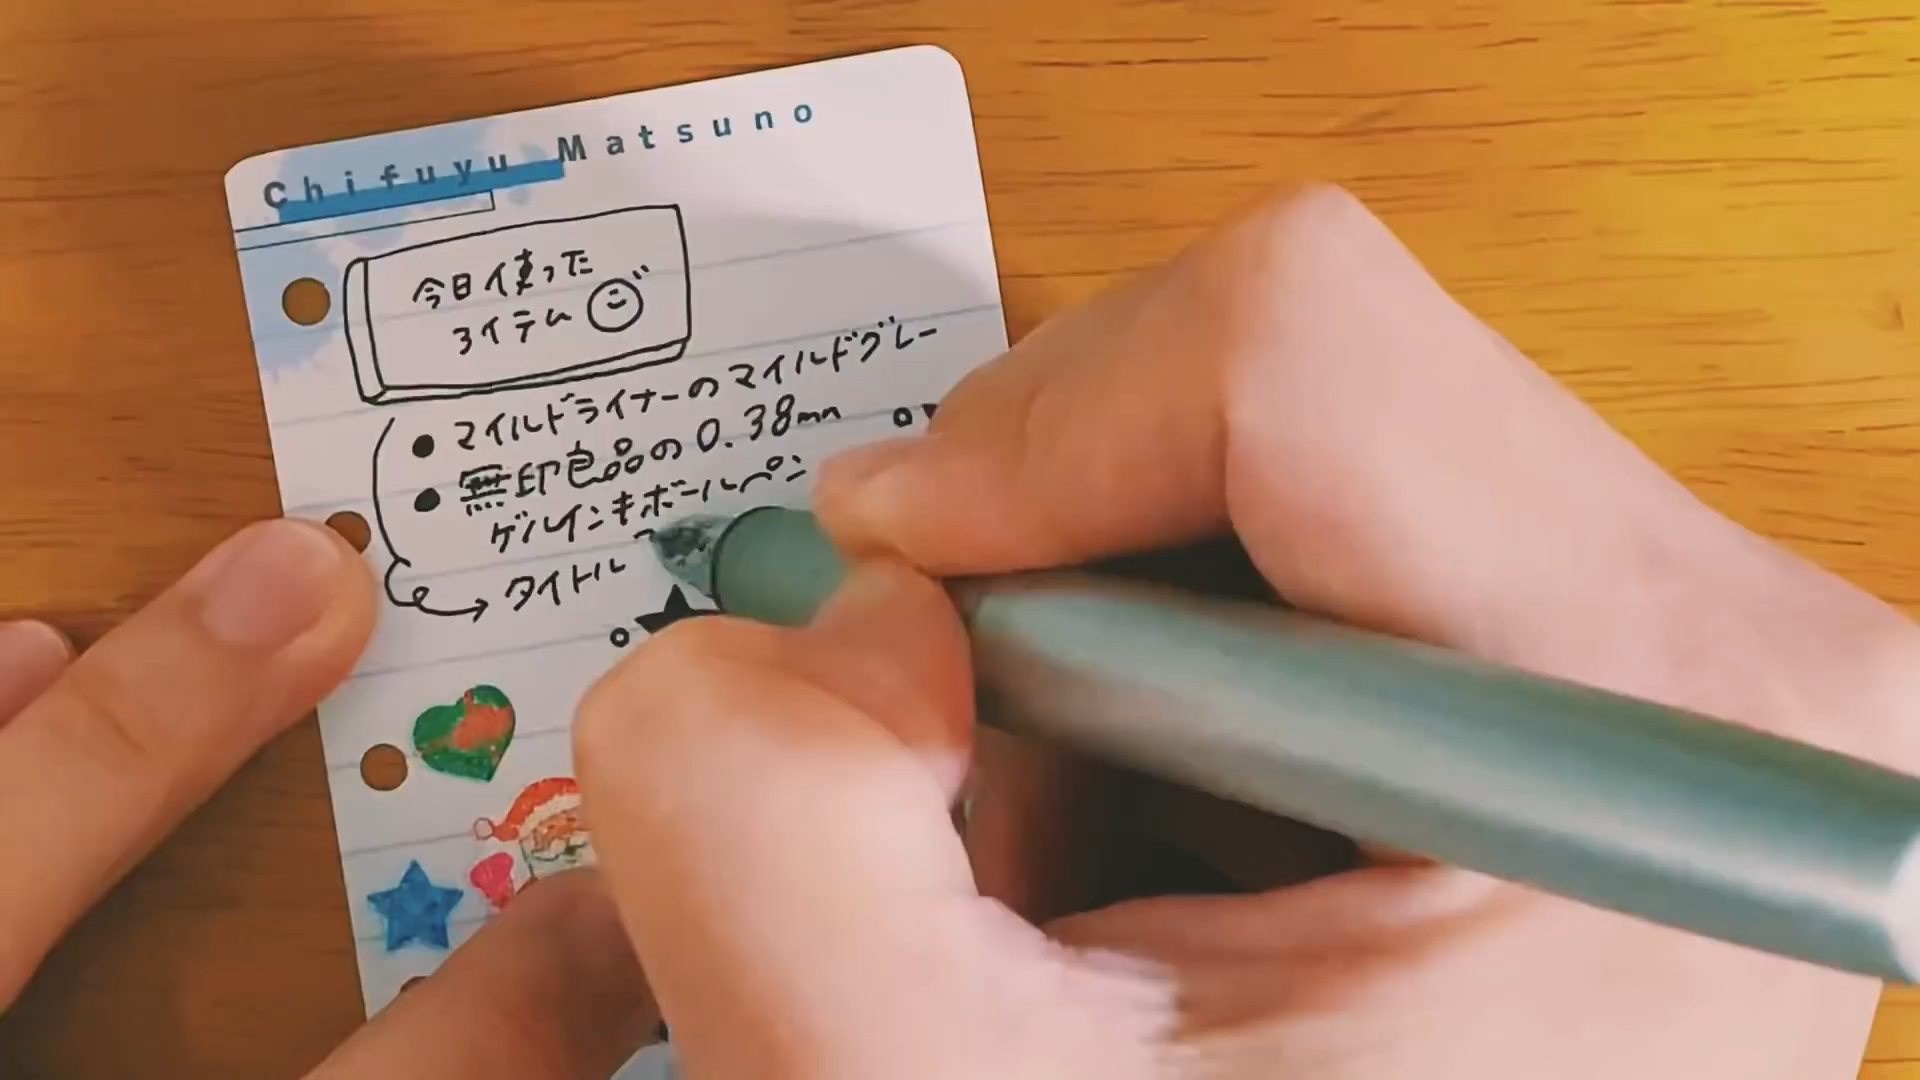 Chifuyu Matsuno
今日使った
3イテム
マイルドライナーのマイルドグレー
無印良品の0.38mm
ゲルインキボールペン
タイトル